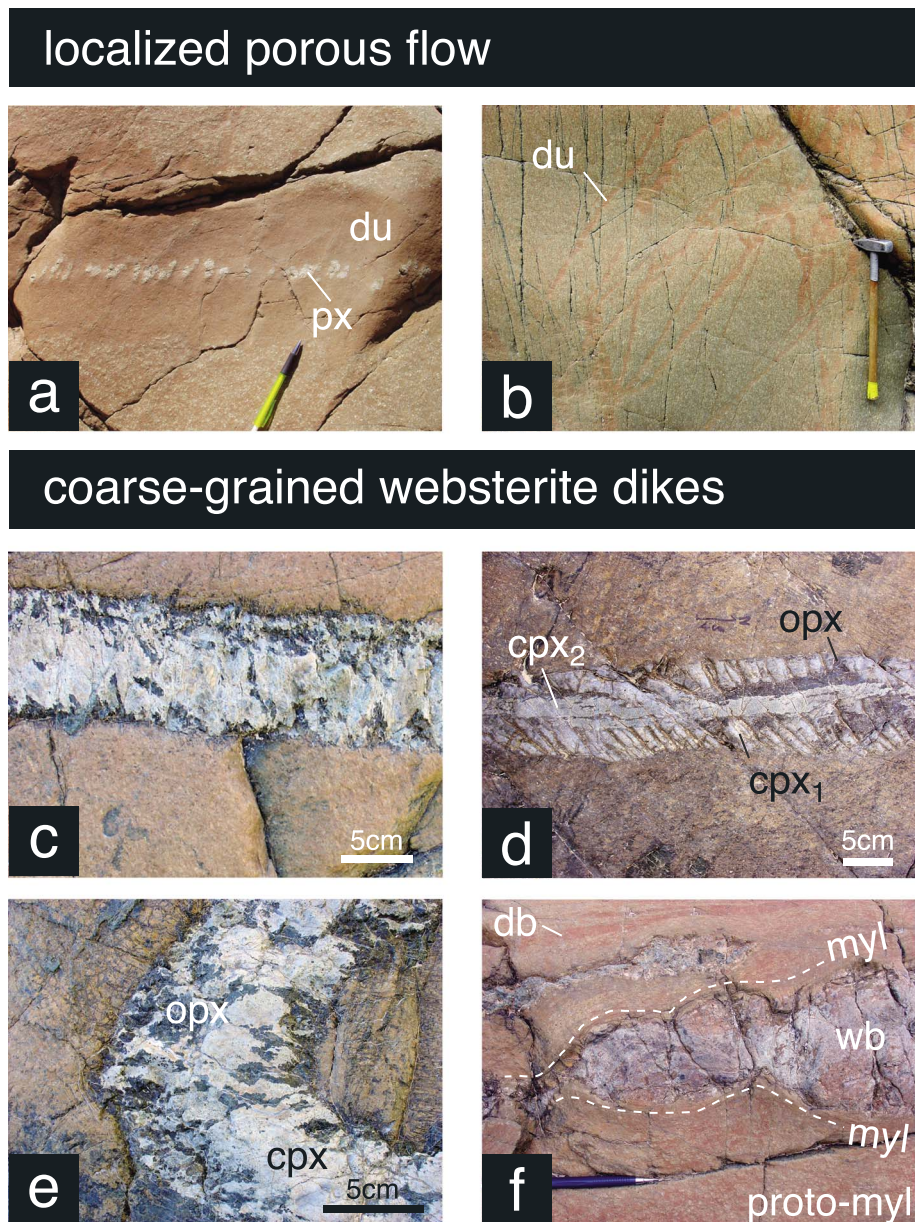 localized porous flow
du
px
a
du
b
coarse-grained websterite dikes
c
5cm
opx
cpx2
cpx1
d
5cm
opx
cpx
e
5cm
db
myl
wb
myl
f
proto-myl